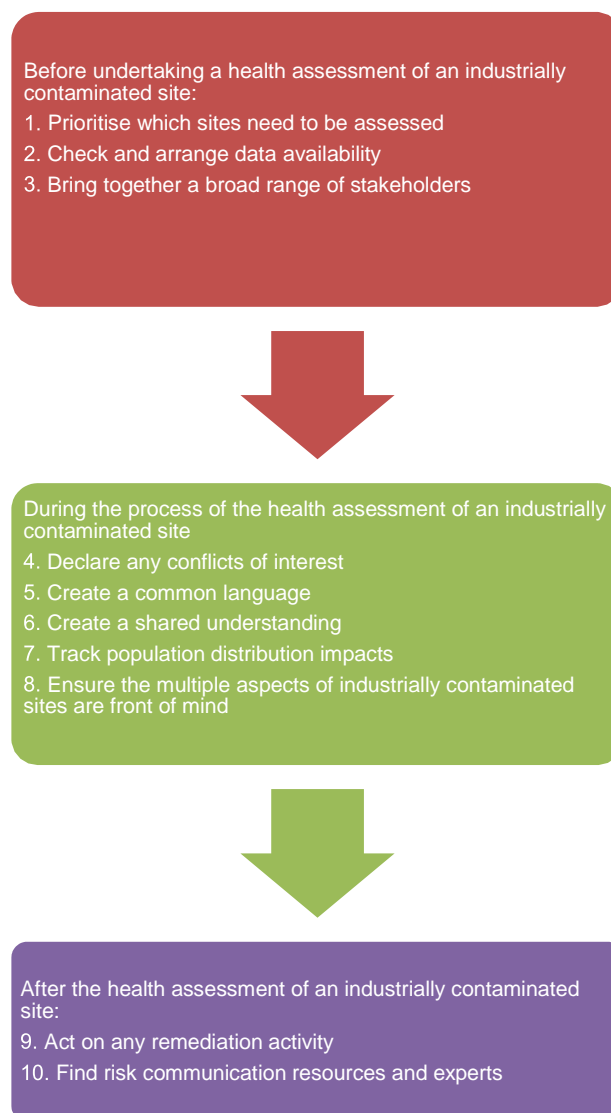 Before undertaking a health assessment of an industrially
contaminated site:
1. Prioritise which sites need to be assessed
2. Check and arrange data availability
3. Bring together a broad range of stakeholders
During the process of the health assessment of an industrially
contaminated site
4. Declare any conflicts of interest
5. Create a common language
6. Create a shared understanding
7. Track population distribution impacts
8. Ensure the multiple aspects of industrially contaminated
sites are front of mind
After the health assessment of an industrially contaminated
site:
9. Act on any remediation activity
10. Find risk communication resources and experts